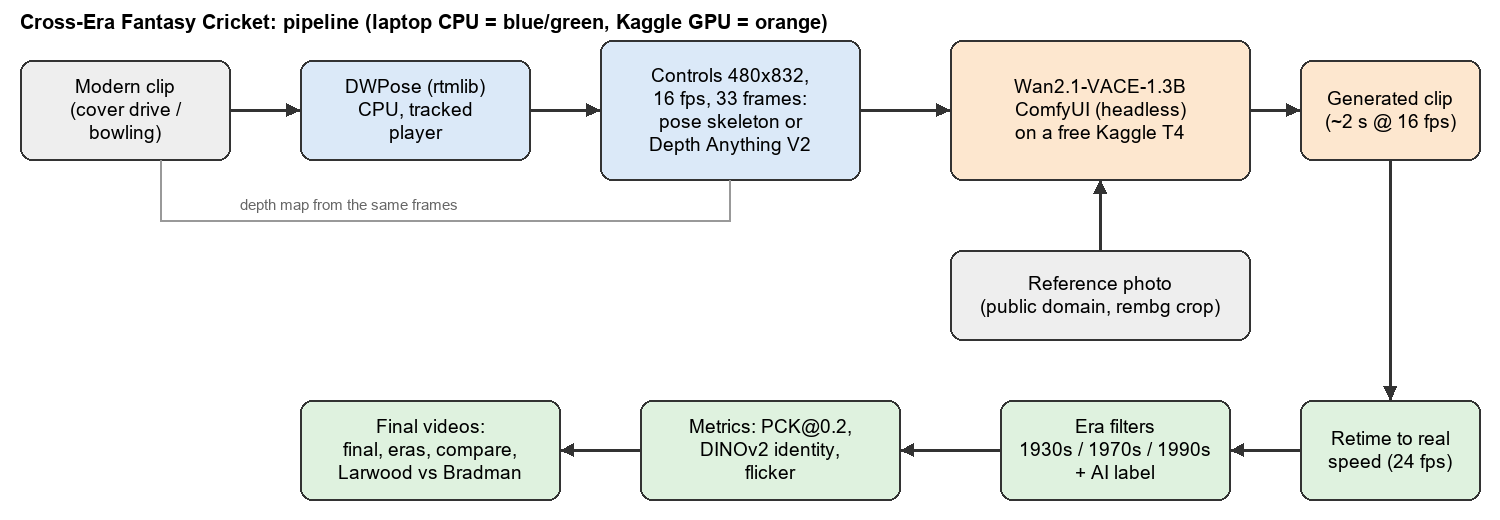 Cross-Era Fantasy Cricket: pipeline (laptop CPU = blue/green, Kaggle GPU = orange)
Modern clip
(cover drive /
bowling)
DWPose (rtmlib)
CPU, tracked
player
Controls 480x832,
16 fps, 33 frames:
pose skeleton or
Depth Anything V2
Wan2.1-VACE-1.3B
ComfyUI (headless)
on a free Kaggle T4
Generated clip
(~2 s @ 16 fps)
depth map from the same frames
Reference photo
(public domain, rembg crop)
Final videos:
final, eras, compare,
Larwood vs Bradman
Metrics: PCK@0.2,
DINOv2 identity,
flicker
Era filters
1930s / 1970s / 1990s
+ AI label
Retime to real
speed (24 fps)